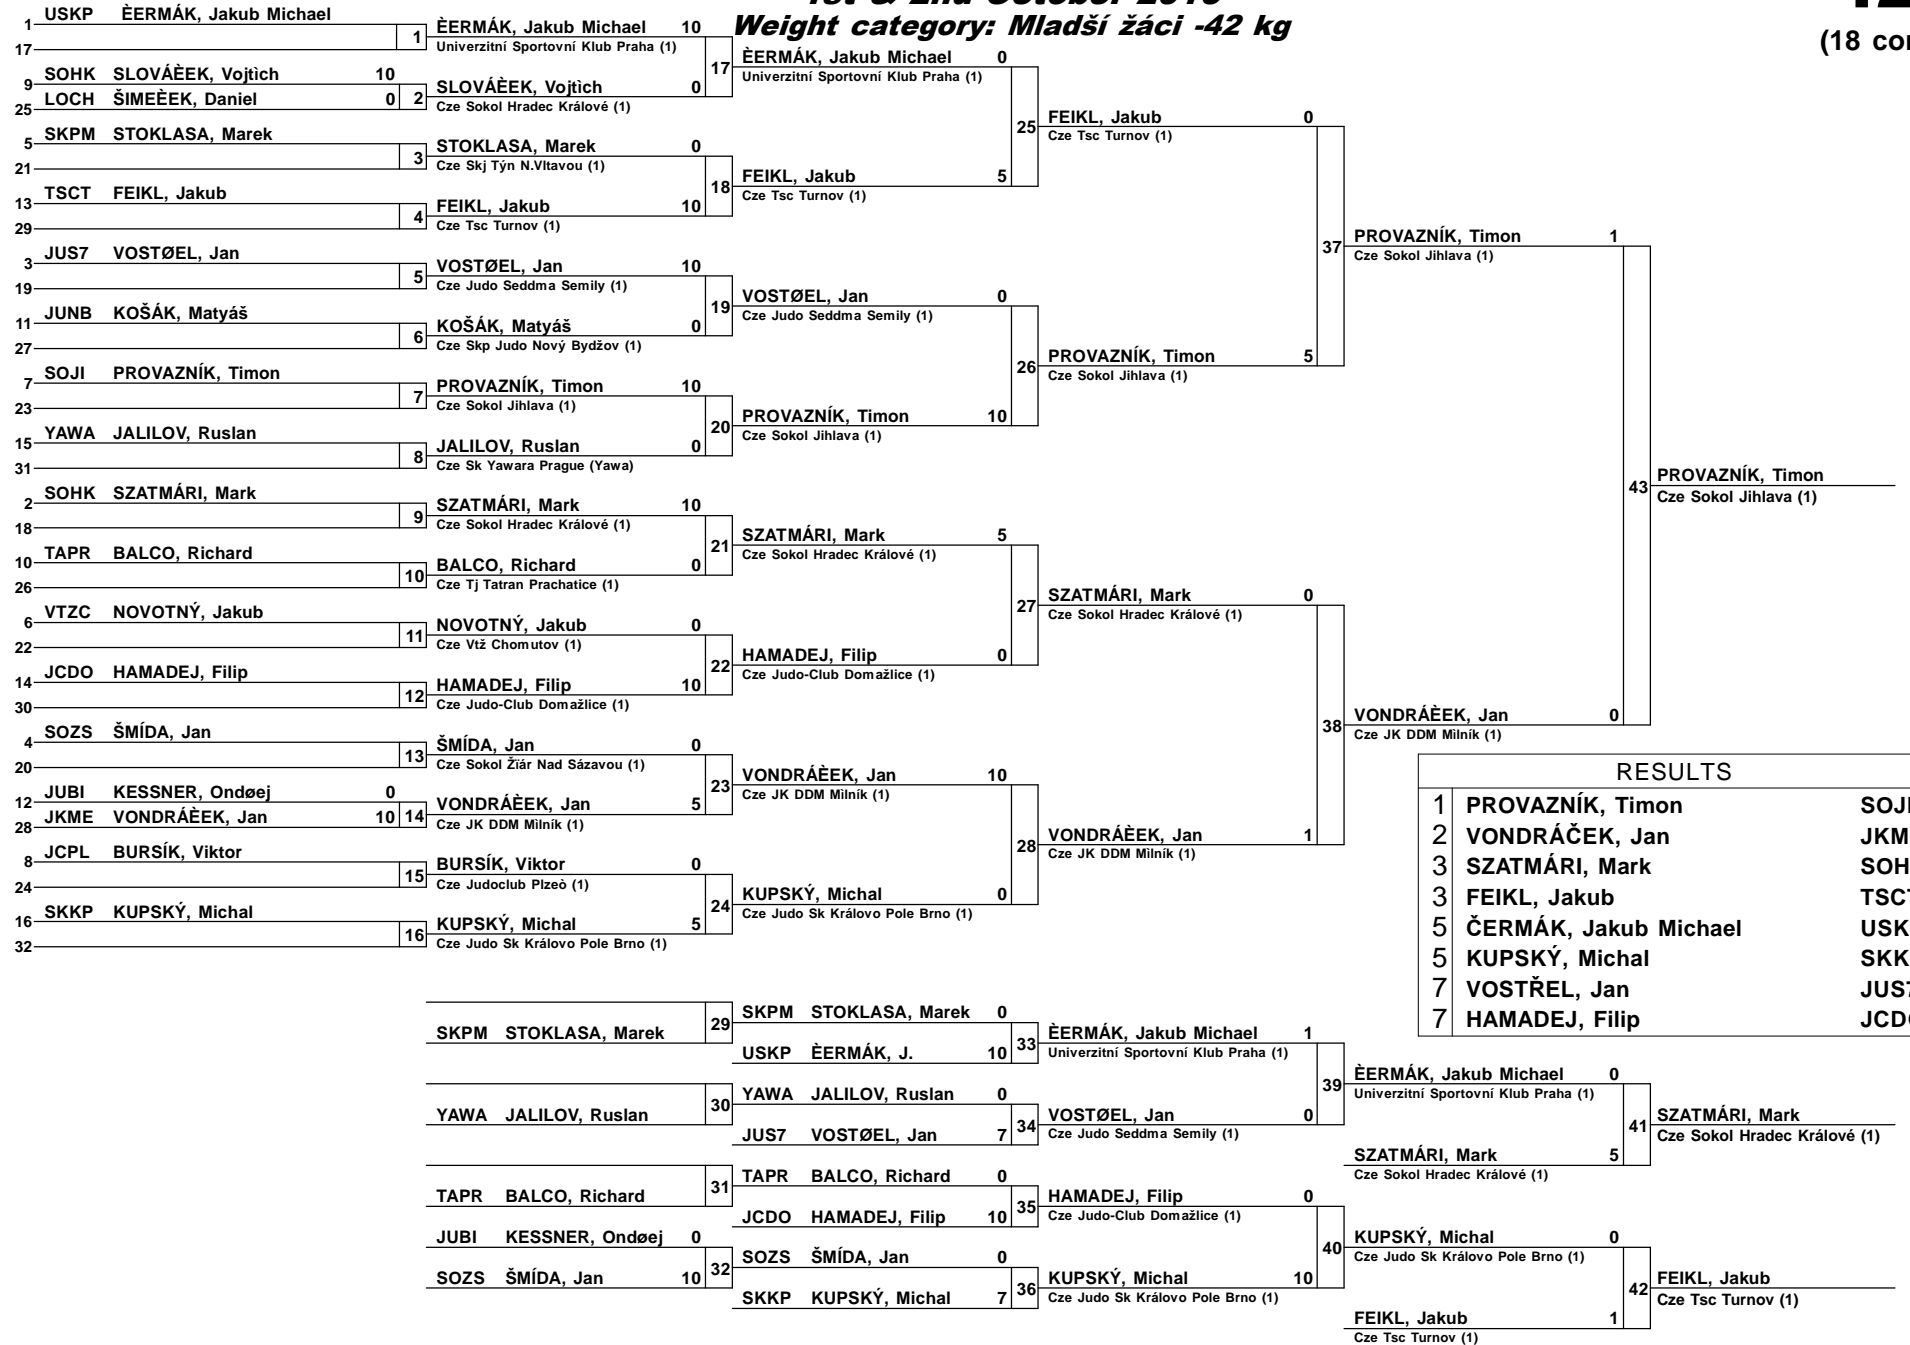 Weight category: Mladší žáci -42 kg
(18 co
1 USKP ÈERMÁK, Jakub Michael
17
9 SOHK SLOVÁÈEK, Vojtìch 10
25 LOCH ŠIMEÈEK, Daniel 0
5 SKPM STOKLASA, Marek
21
13 TSCT FEIKL, Jakub
29
3 JUS7 VOSTØEL, Jan
19
11 JUNB KOŠÁK, Matyáš
27
7 SOJI PROVAZNÍK, Timon
23
15 YAWA JALILOV, Ruslan
31
2 SOHK SZATMÁRI, Mark
18
10 TAPR BALCO, Richard
26
6 VTZC NOVOTNÝ, Jakub
22
14 JCDO HAMADEJ, Filip
30
4 SOZS ŠMÍDA, Jan
20
12 JUBI KESSNER, Ondøej 0
28 JKME VONDRÁÈEK, Jan 10
8 JCPL BURSÍK, Viktor
24
16 SKKP KUPSKÝ, Michal
32
1 ÈERMÁK, Jakub Michael 10
Univerzitní Sportovní Klub Praha (1)
2 SLOVÁÈEK, Vojtìch 0
Cze Sokol Hradec Králové (1)
3 STOKLASA, Marek 0
Cze Skj Týn N.Vltavou (1)
4 FEIKL, Jakub 10
Cze Tsc Turnov (1)
5 VOSTØEL, Jan 10
Cze Judo Seddma Semily (1)
6 KOŠÁK, Matyáš 0
Cze Skp Judo Nový Bydžov (1)
7 PROVAZNÍK, Timon 10
Cze Sokol Jihlava (1)
8 JALILOV, Ruslan 0
Cze Sk Yawara Prague (Yawa)
9 SZATMÁRI, Mark 10
Cze Sokol Hradec Králové (1)
10 BALCO, Richard 0
Cze Tj Tatran Prachatice (1)
11 NOVOTNÝ, Jakub 0
Cze Vtž Chomutov (1)
12 HAMADEJ, Filip 10
Cze Judo-Club Domažlice (1)
13 ŠMÍDA, Jan 0
Cze Sokol Žïár Nad Sázavou (1)
14 VONDRÁÈEK, Jan 5
Cze JK DDM Mìlník (1)
15 BURSÍK, Viktor 0
Cze Judoclub Plzeò (1)
16 KUPSKÝ, Michal 5
Cze Judo Sk Královo Pole Brno (1)
17 ÈERMÁK, Jakub Michael 0
Univerzitní Sportovní Klub Praha (1)
18 FEIKL, Jakub 5
Cze Tsc Turnov (1)
19 VOSTØEL, Jan 0
Cze Judo Seddma Semily (1)
20 PROVAZNÍK, Timon 10
Cze Sokol Jihlava (1)
21 SZATMÁRI, Mark 5
Cze Sokol Hradec Králové (1)
22 HAMADEJ, Filip 0
Cze Judo-Club Domažlice (1)
23 VONDRÁÈEK, Jan 10
Cze JK DDM Mìlník (1)
24 KUPSKÝ, Michal 0
Cze Judo Sk Královo Pole Brno (1)
25 FEIKL, Jakub 0
Cze Tsc Turnov (1)
26 PROVAZNÍK, Timon 5
Cze Sokol Jihlava (1)
27 SZATMÁRI, Mark 0
Cze Sokol Hradec Králové (1)
28 VONDRÁÈEK, Jan 1
Cze JK DDM Mìlník (1)
37 PROVAZNÍK, Timon 1
Cze Sokol Jihlava (1)
38 VONDRÁÈEK, Jan 0
Cze JK DDM Mìlník (1)
43 PROVAZNÍK, Timon
Cze Sokol Jihlava (1)
RESULTS
1 PROVAZNÍK, Timon SOJI
2 VONDRÁČEK, Jan JKM
3 SZATMÁRI, Mark SOH
3 FEIKL, Jakub TSCT
5 ČERMÁK, Jakub Michael USK
5 KUPSKÝ, Michal SKK
7 VOSTŘEL, Jan JUS7
7 HAMADEJ, Filip JCD
SKPM STOKLASA, Marek
YAWA JALILOV, Ruslan
TAPR BALCO, Richard
JUBI KESSNER, Ondøej 0
SOZS ŠMÍDA, Jan 10
29 SKPM STOKLASA, Marek 0
USKP ÈERMÁK, J. 10
30 YAWA JALILOV, Ruslan 0
JUS7 VOSTØEL, Jan 7
31 TAPR BALCO, Richard 0
JCDO HAMADEJ, Filip 10
32 SOZS ŠMÍDA, Jan 0
SKKP KUPSKÝ, Michal 7
33 ÈERMÁK, Jakub Michael 1
Univerzitní Sportovní Klub Praha (1)
34 VOSTØEL, Jan 0
Cze Judo Seddma Semily (1)
35 HAMADEJ, Filip 0
Cze Judo-Club Domažlice (1)
36 KUPSKÝ, Michal 10
Cze Judo Sk Královo Pole Brno (1)
39 ÈERMÁK, Jakub Michael 0
Univerzitní Sportovní Klub Praha (1)
SZATMÁRI, Mark 5
Cze Sokol Hradec Králové (1)
40 KUPSKÝ, Michal 0
Cze Judo Sk Královo Pole Brno (1)
FEIKL, Jakub 1
Cze Tsc Turnov (1)
41 SZATMÁRI, Mark
Cze Sokol Hradec Králové (1)
42 FEIKL, Jakub
Cze Tsc Turnov (1)